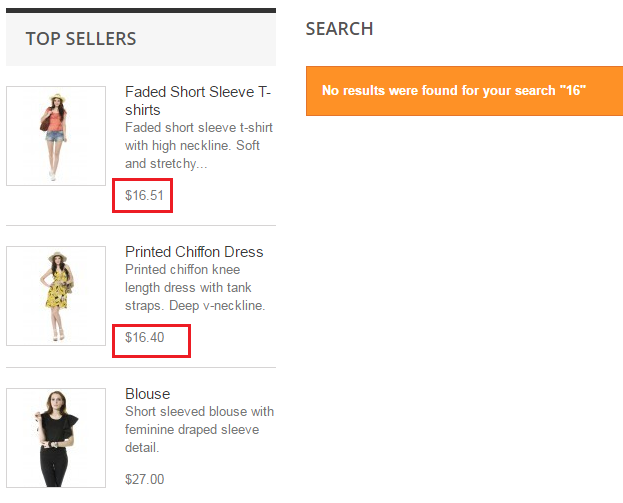 TOP SELLERS
Faded Short Sleeve T-
shirts
Faded short sleeve t-shirt
with high neckline. Soft
and stretchy...
$16.51
Printed Chiffon Dress
Printed chiffon knee
length dress with tank
straps. Deep v-neckline.
$16.40
Blouse
Short sleeved blouse with
feminine draped sleeve
detail.
$27.00
SEARCH
No results were found for your search "16"